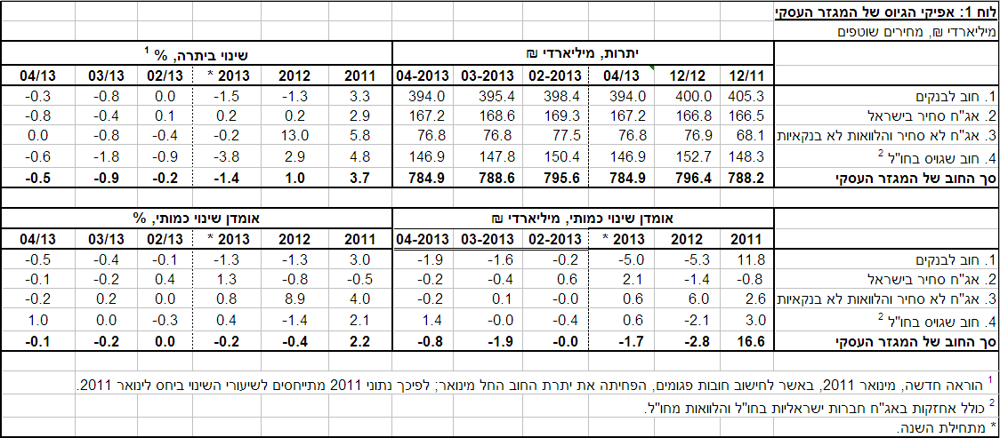 לוח 1: אפיקי הגיוס של המגזר העסקי
מיליארדי ₪, מחירים שוטפים
יתרות, מיליארדי ₪ שינוי ביתרה, % 1
12/11 12/12 04/13 02-2013 03-2013 04-2013 2011 2012 2013 * 02/13 03/13 04/13
1. חוב לבנקים 405.3 400.0 394.0 398.4 395.4 394.0 3.3 -1.3 -1.5 0.0 -0.8 -0.3
2. אג"ח סחיר בישראל 166.5 166.8 167.2 169.3 168.6 167.2 2.9 0.2 0.2 0.1 -0.4 -0.8
3. אג"ח לא סחיר והלוואות לא בנקאיות 68.1 76.9 76.8 77.5 76.8 76.8 5.8 13.0 -0.2 -0.4 -0.8 0.0
4. חוב שגויס בחו"ל 2 148.3 152.7 146.9 150.4 147.8 146.9 4.8 2.9 -3.8 -0.9 -1.8 -0.6
סך החוב של המגזר העסקי 788.2 796.4 784.9 795.6 788.6 784.9 3.7 1.0 -1.4 -0.2 -0.9 -0.5
אומדן שינוי כמותי, מיליארדי ₪ אומדן שינוי כמותי, %
2011 2012 2013 * 02-2013 03-2013 04-2013 2011 2012 2013 * 02/13 03/13 04/13
1. חוב לבנקים 11.8 -5.3 -5.0 -0.2 -1.6 -1.9 3.0 -1.3 -1.3 -0.1 -0.4 -0.5
2. אג"ח סחיר בישראל -0.8 -1.4 2.1 0.6 -0.4 -0.2 -0.5 -0.8 1.3 0.4 -0.2 -0.1
3. אג"ח לא סחיר והלוואות לא בנקאיות 2.6 6.0 0.6 -0.0 0.1 -0.2 4.0 8.9 0.8 0.0 0.2 -0.2
4. חוב שגויס בחו"ל 2 3.0 -2.1 0.6 -0.4 -0.0 1.4 2.1 -1.4 0.4 -0.3 0.0 1.0
סך החוב של המגזר העסקי 16.6 -2.8 -1.7 -0.0 -1.9 -0.8 2.2 -0.4 -0.2 0.0 -0.2 -0.1
1 הוראה חדשה, מינואר 2011, באשר לחישוב חובות פגומים, הפחיתה את יתרת החוב החל מינואר; לפיכך נתוני 2011 מתייחסים לשיעורי השינוי ביחס לינואר 2011.
2 כולל אחזקות באג"ח חברות ישראליות בחו"ל והלוואות מחו"ל.
* מתחילת השנה.